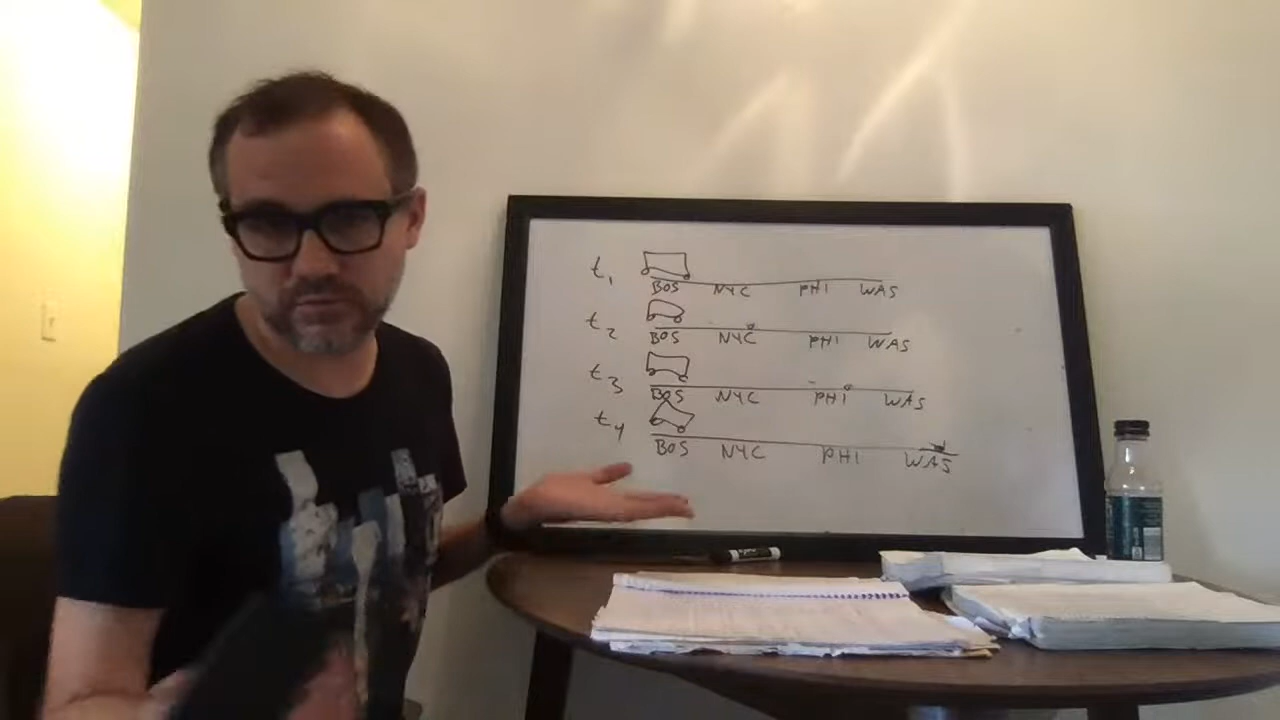 t1
BOS NYC PHI WAS
t2
BOS NYC PHI WAS
t3
BOS NYC PHI WAS
t4
BOS NYC PHI WAS